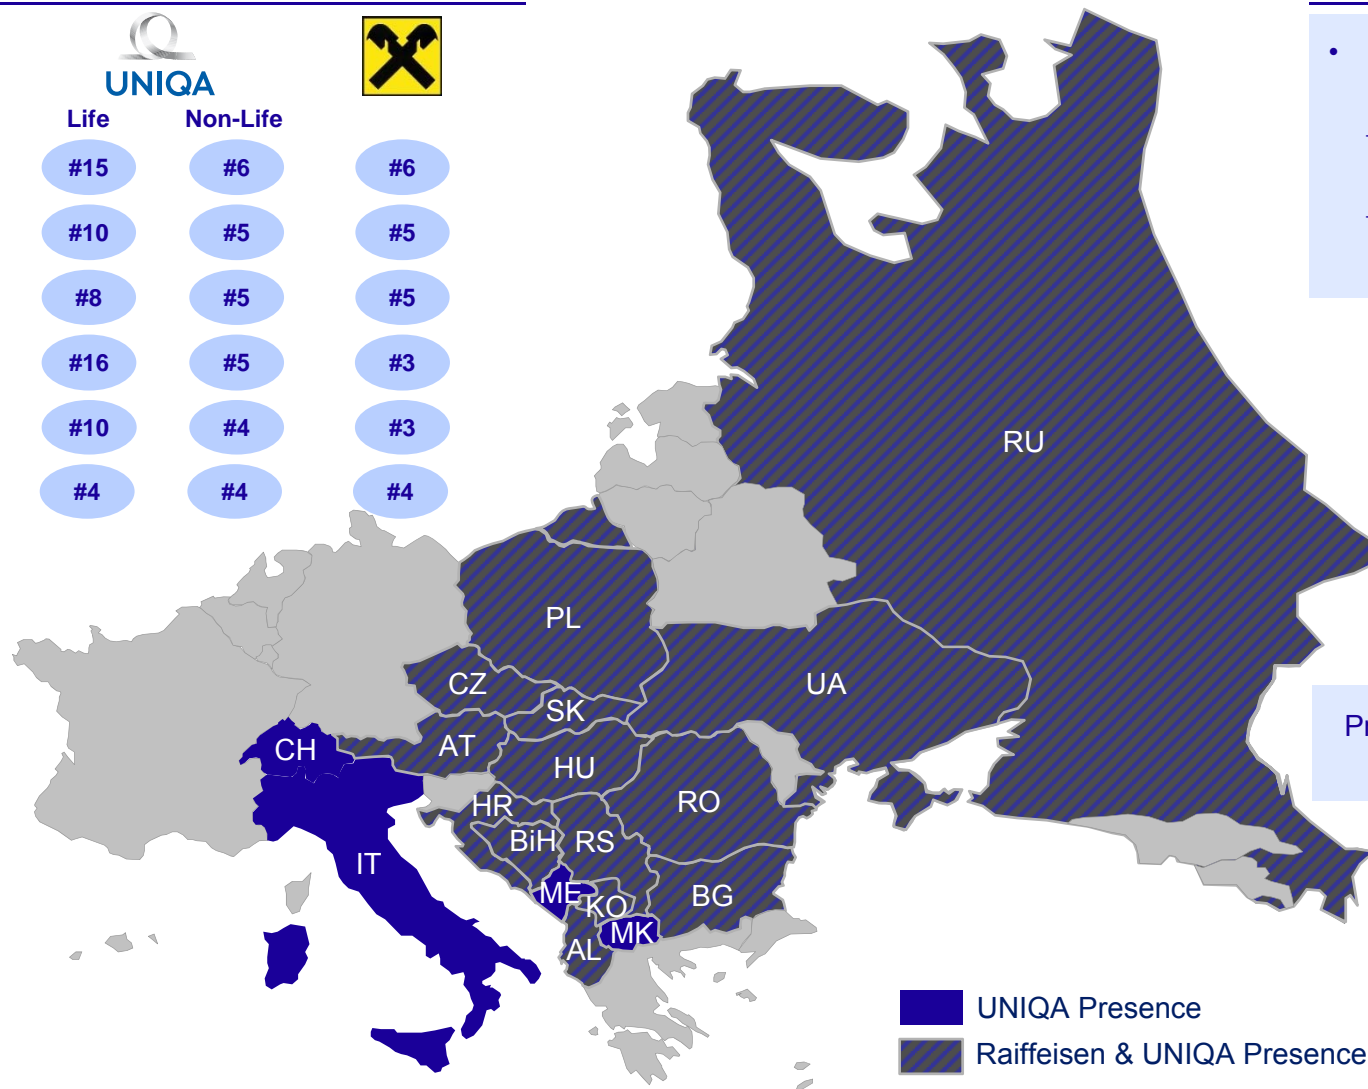 UNIQA
Life Non-Life
#15 #6 #6
#10 #5 #5
#8 #5 #5
#16 #5 #3
#10 #4 #3
#4 #4 #4
•
RU
PL
CZ
UA
SK
CH
AT
HU
HR
RO
BiH
RS
IT
ME
KO
BG
MK
AL
UNIQA Presence
Raiffeisen & UNIQA Presence